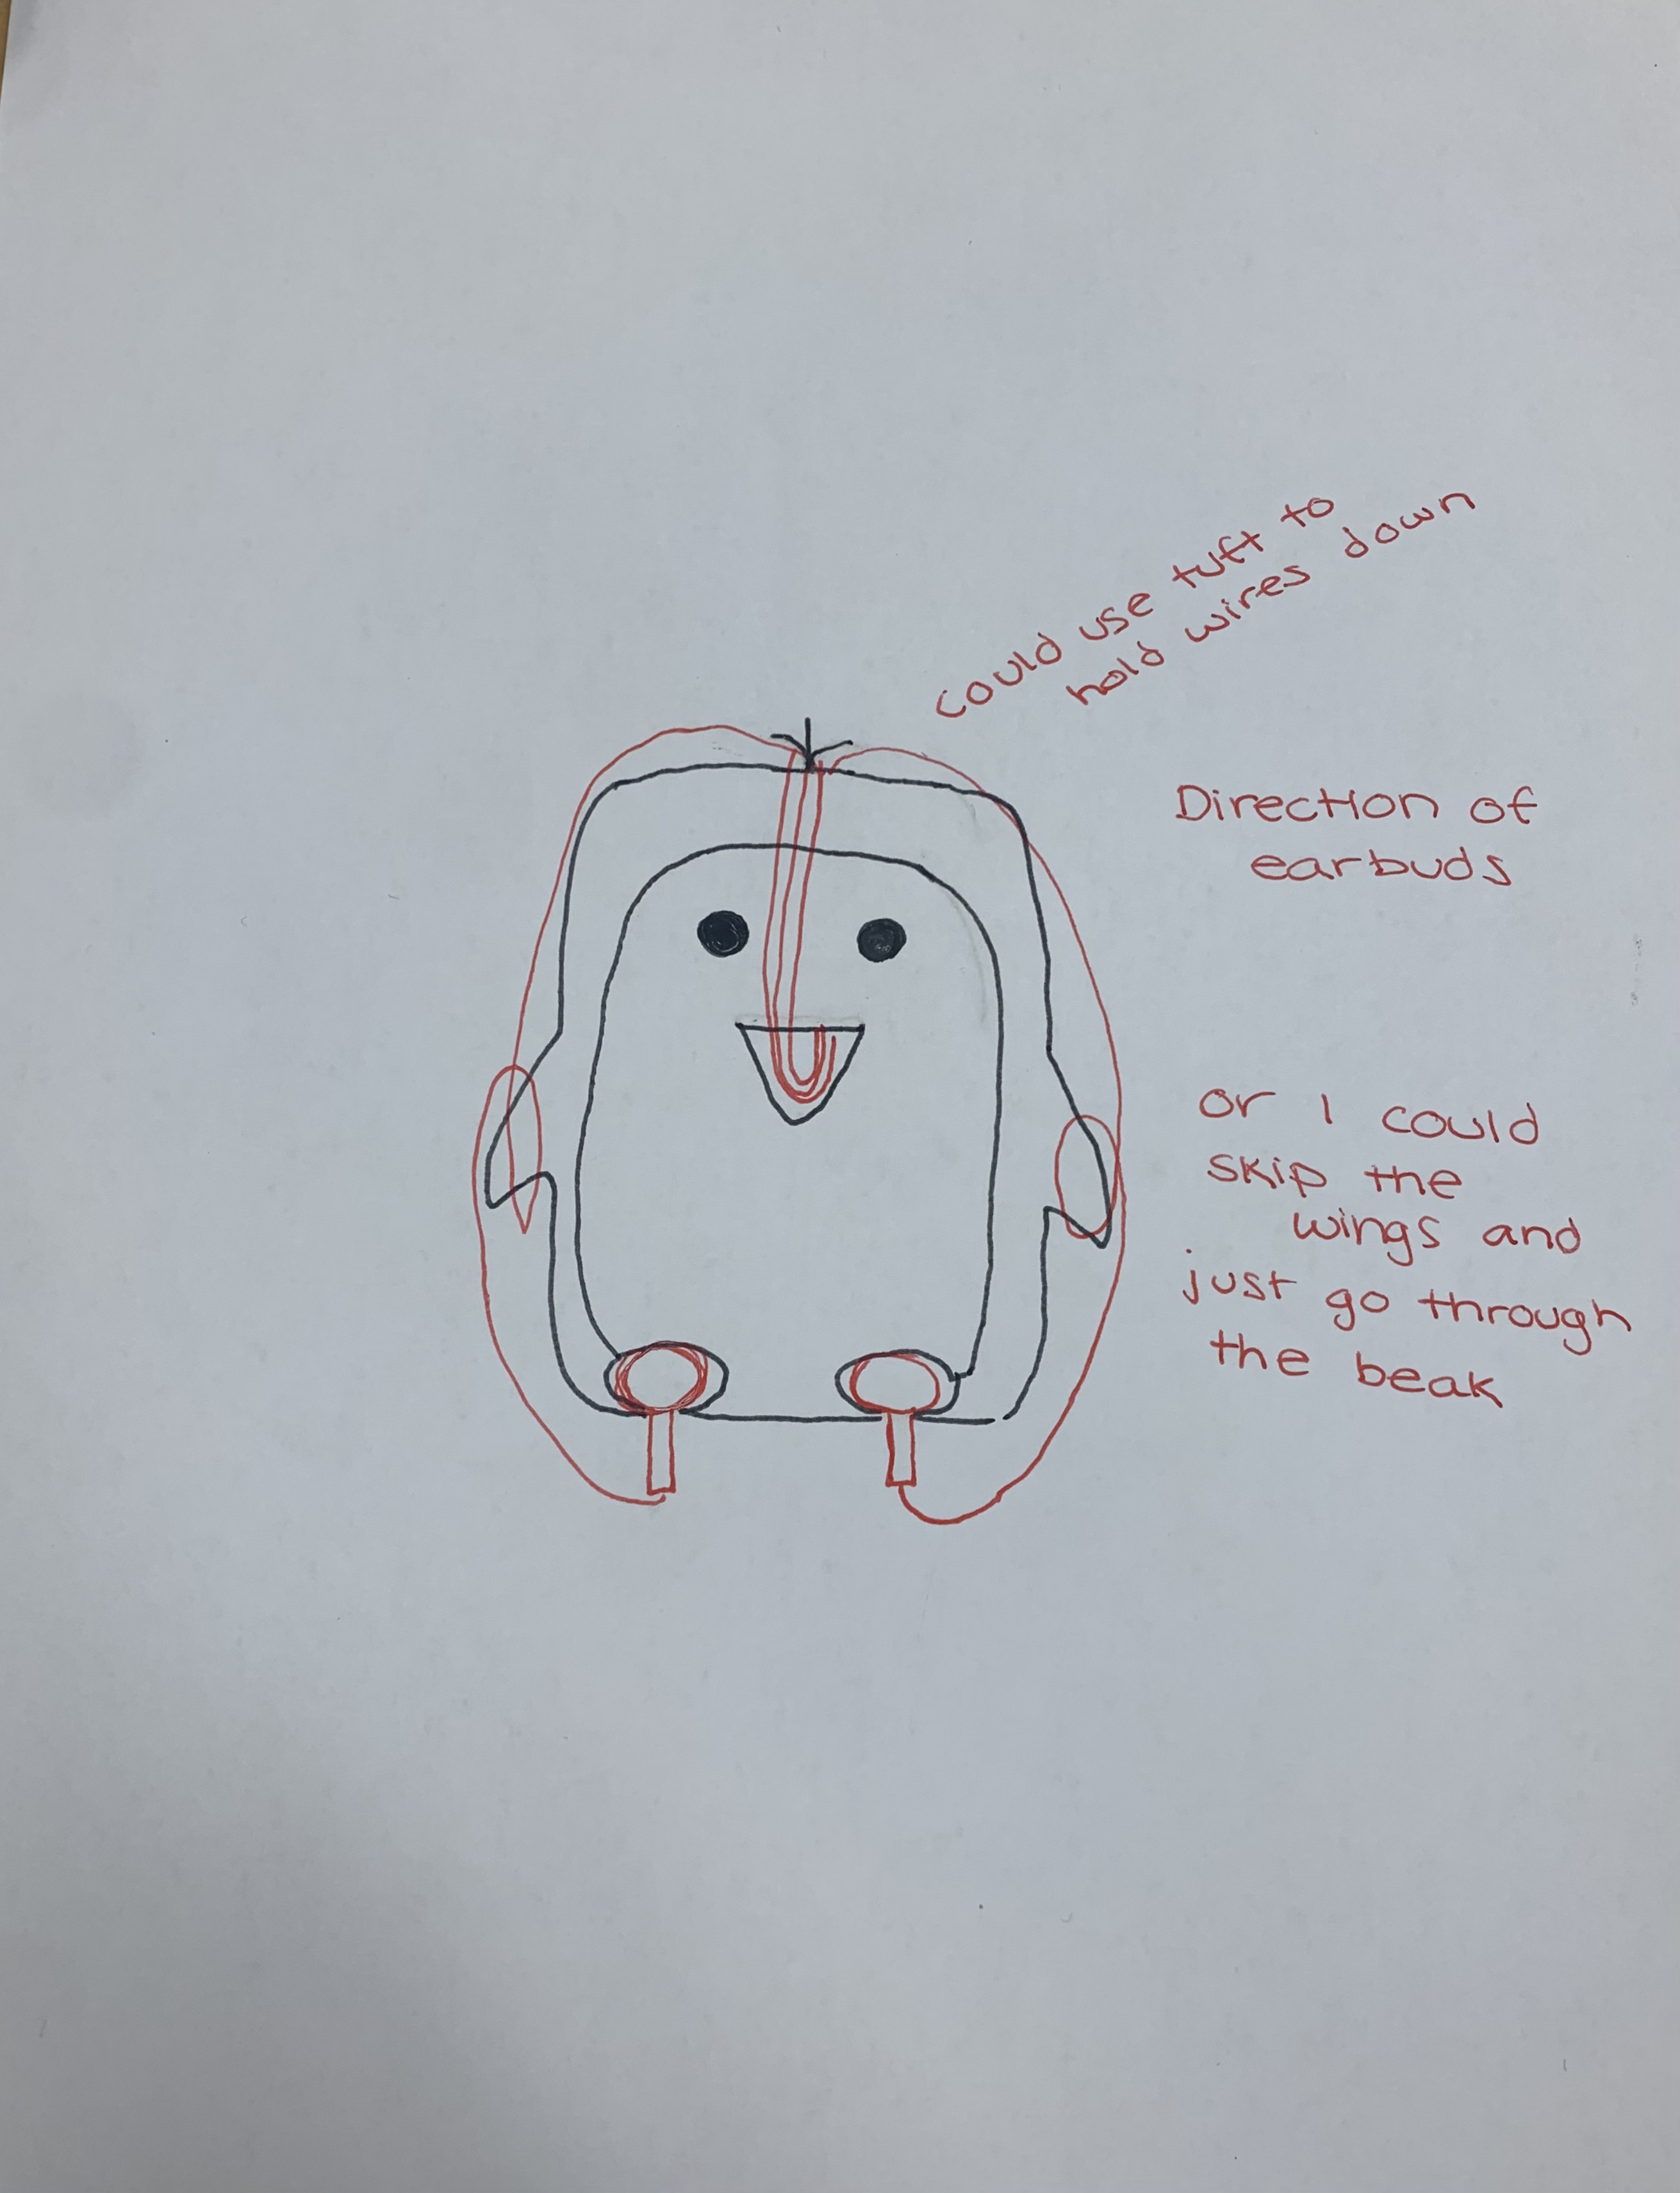 Could use tuft to
hold wires down
Direction of
earbuds
or I could
skip the
wings and
just go through
the beak